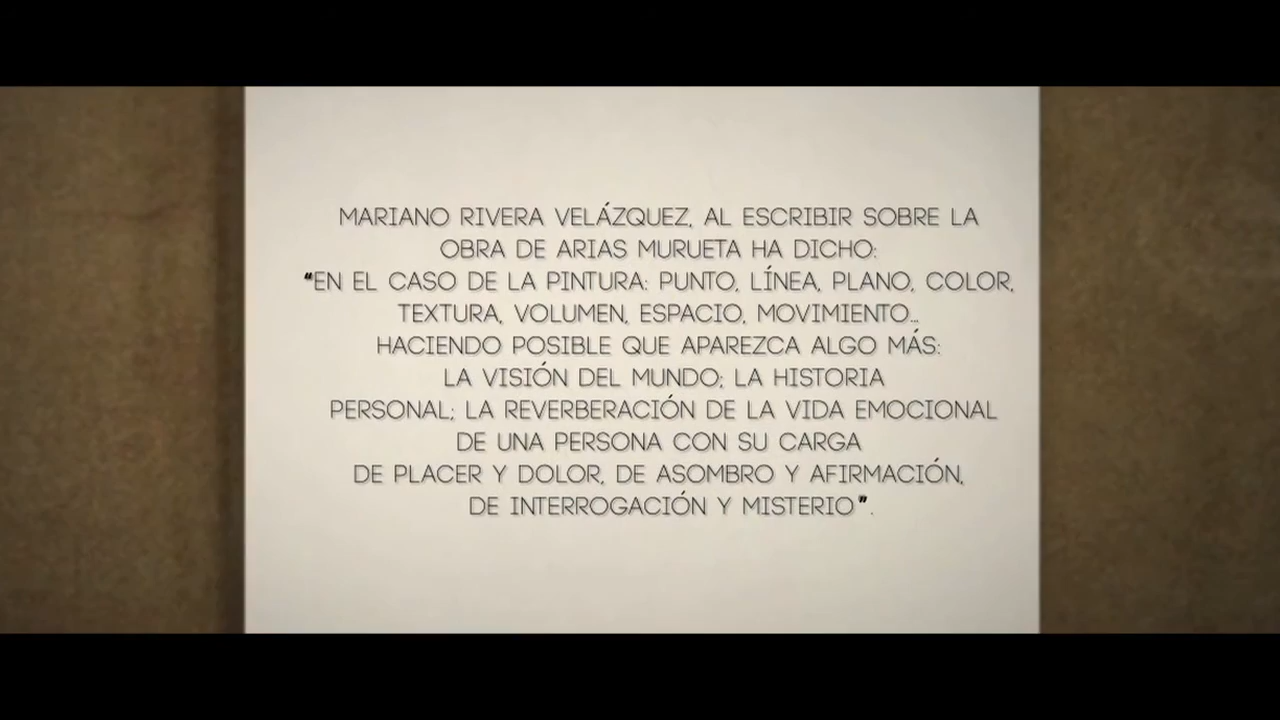 MARIANO RIVERA VELÁZQUEZ, AL ESCRIBIR SOBRE LA
OBRA DE ARIAS MURUETA HA DICHO:
“EN EL CASO DE LA PINTURA: PUNTO, LÍNEA, PLANO, COLOR,
TEXTURA, VOLUMEN, ESPACIO, MOVIMIENTO...
HACIENDO POSIBLE QUE APAREZCA ALGO MÁS:
LA VISIÓN DEL MUNDO; LA HISTORIA
PERSONAL; LA REVERBERACIÓN DE LA VIDA EMOCIONAL
DE UNA PERSONA CON SU CARGA
DE PLACER Y DOLOR, DE ASOMBRO Y AFIRMACIÓN,
DE INTERROGACIÓN Y MISTERIO”.